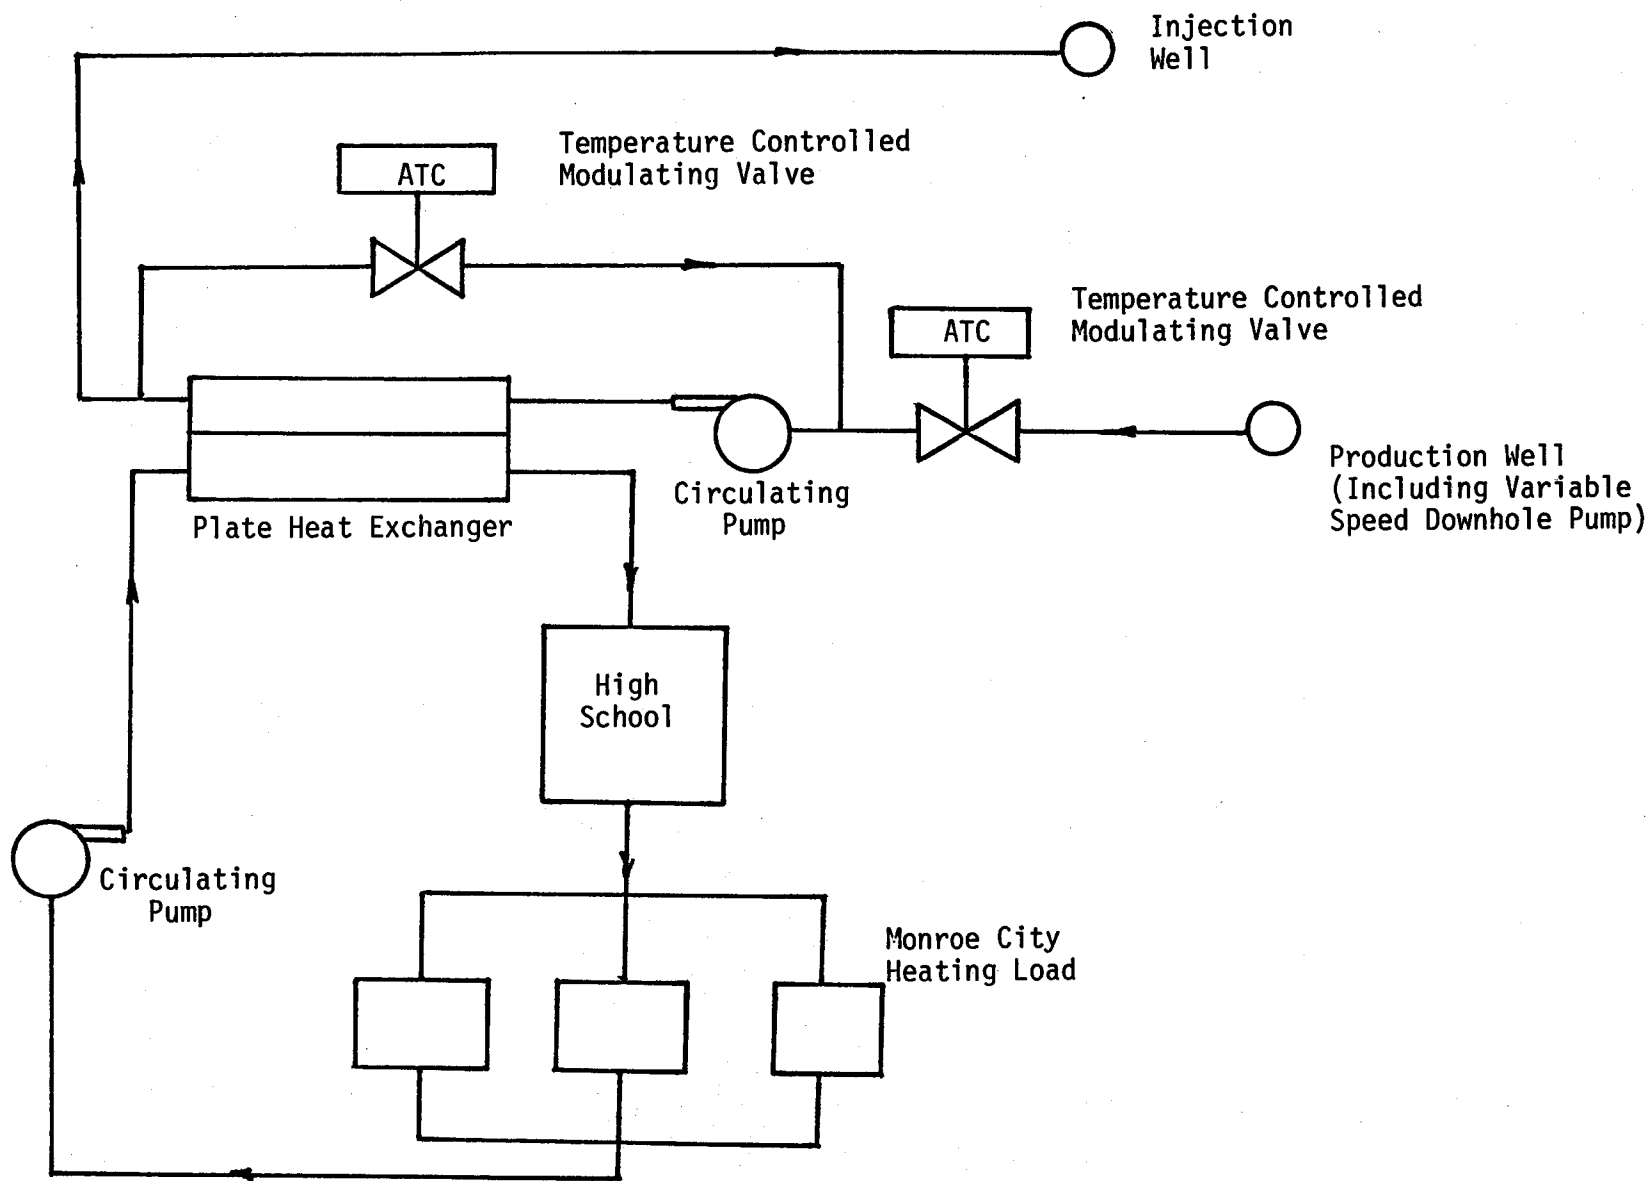 Injection
Well
Temperature Controlled
Modulating Valve
ATC
Temperature Controlled
Modulating Valve
ATC
Production Well
(Including Variable
Speed Downhole Pump)
Circulating
Pump
Plate Heat Exchanger
High
School
Circulating
Pump
Monroe City
Heating Load